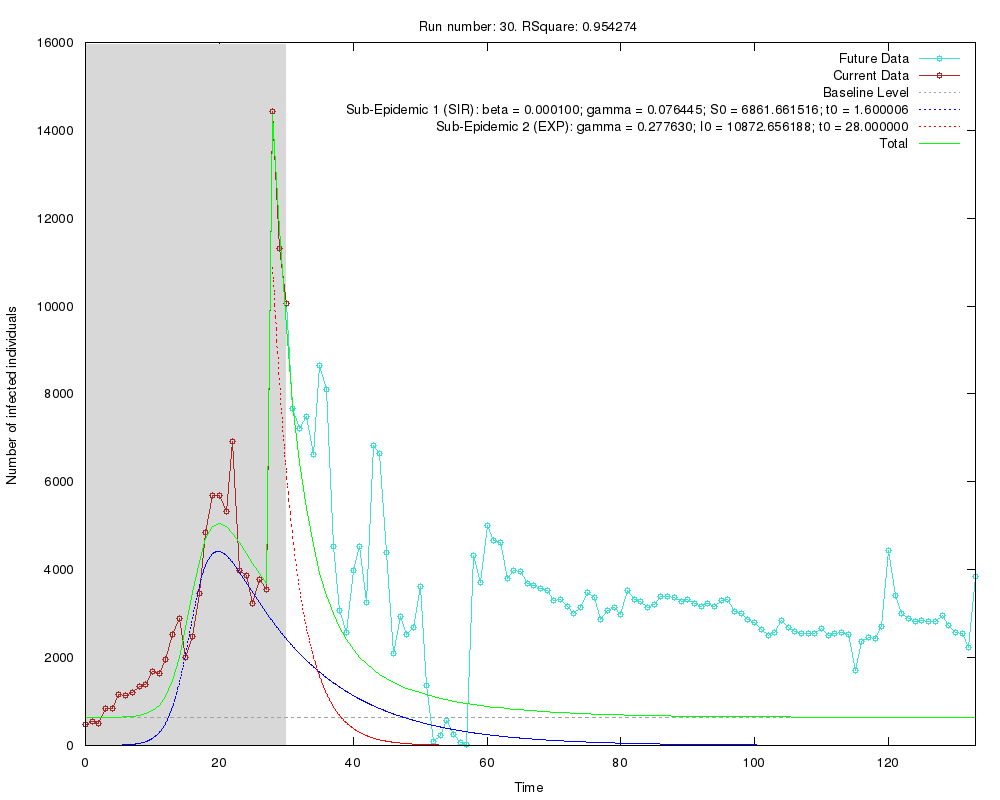 Run number: 30. RSquare: 0.954274
16000
14000
12000
10000
8000
6000
4000
2000
0
Number of infected individuals
Future Data
Current Data
Baseline Level
Sub-Epidemic 1 (SIR): beta = 0.000100; gamma = 0.076445; S0 = 6861.661516; t0 = 1.600006
Sub-Epidemic 2 (EXP): gamma = 0.277630; I0 = 10872.656188; t0 = 28.000000
Total
0 20 40 60 80 100 120
Time